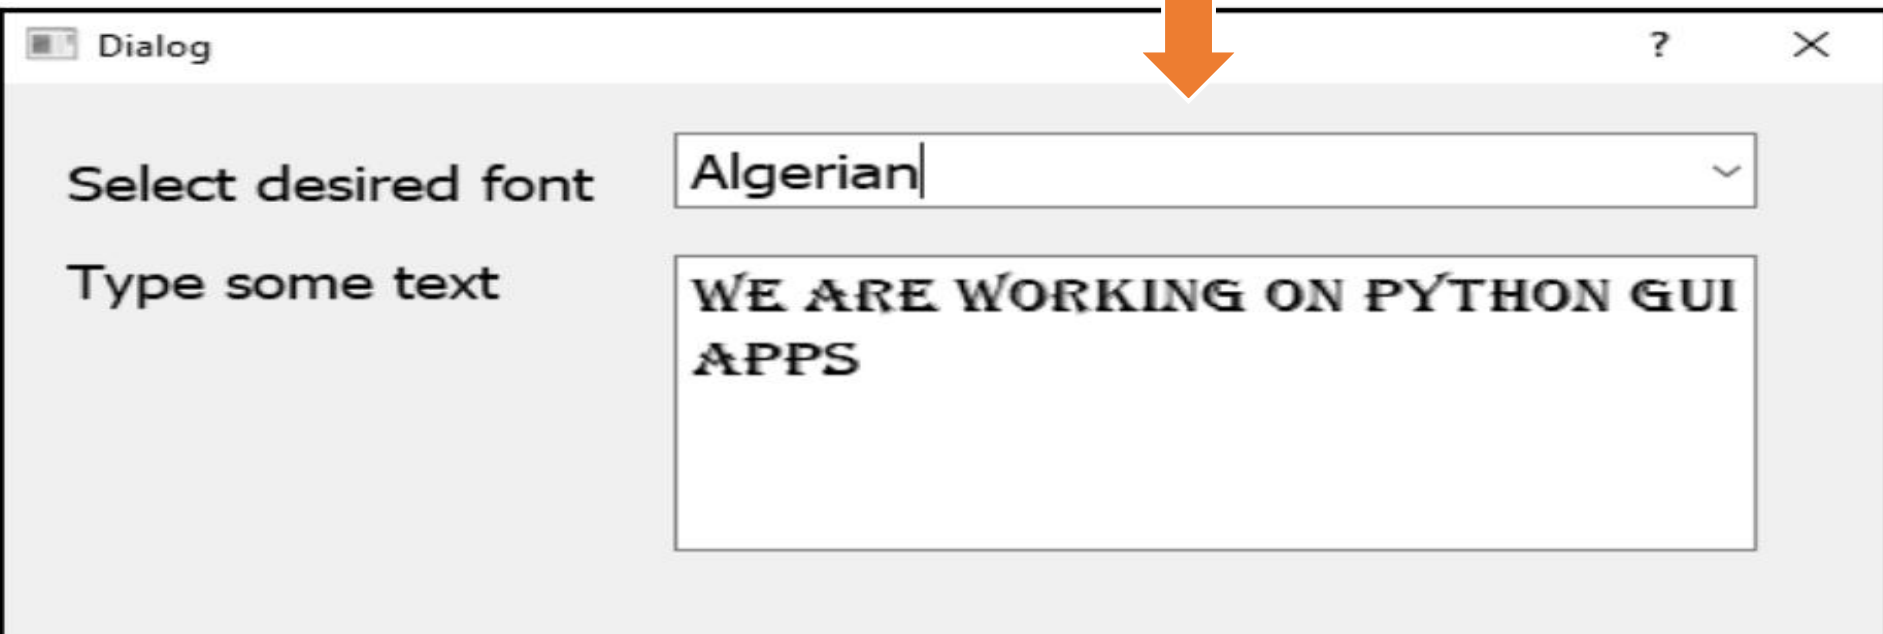 Dialog
?
Select desired font
Algerian
Type some text
WE ARE WORKING ON PYTHON GUI
APPS